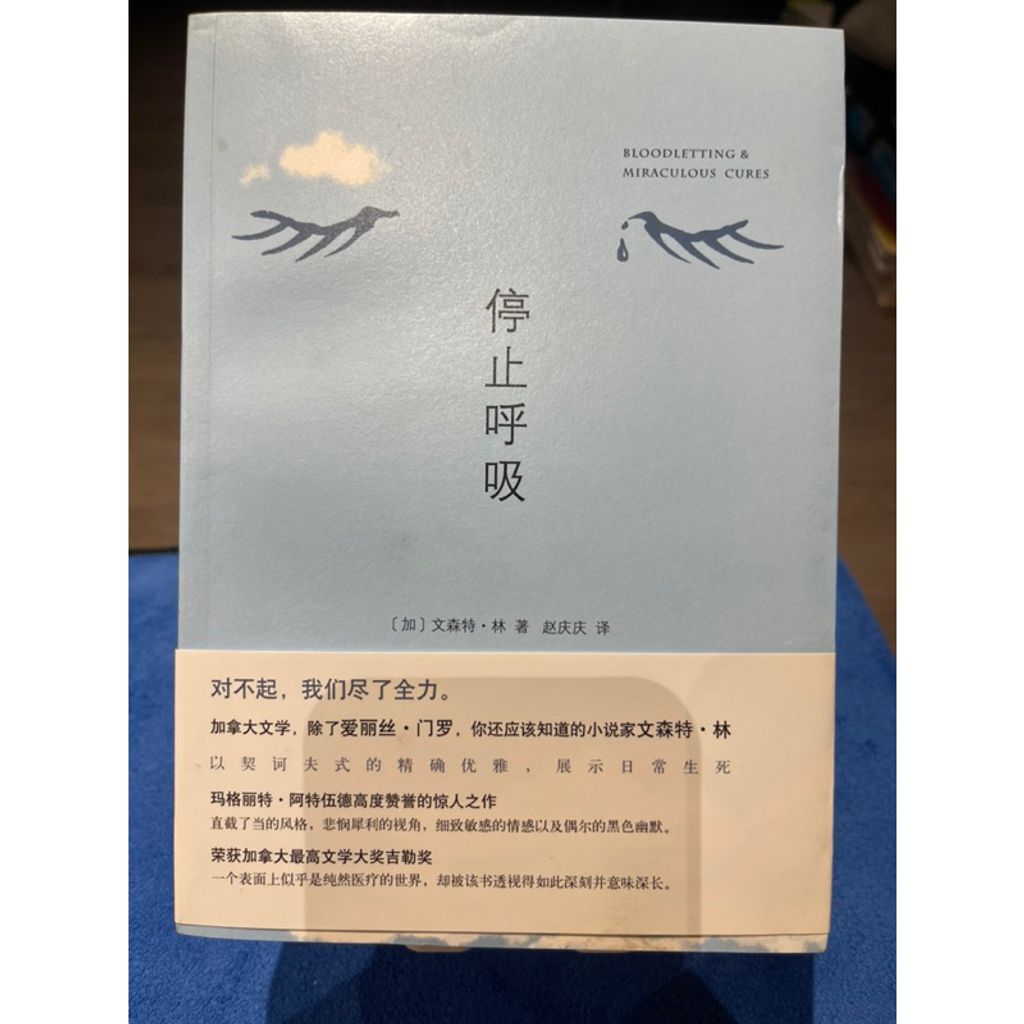 BLOODLETTING &
MIRACULOUS CURES
停止呼吸
〔加〕文森特·林 著 赵庆庆 译
对不起，我们尽了全力。
加拿大文学，除了爱丽丝·门罗，你还应该知道的小说家文森特·林
以契诃夫式的精确优雅，展示日常生死
玛格丽特·阿特伍德高度赞誉的惊人之作
直截了当的风格，悲悯犀利的视角，细致敏感的情感以及偶尔的黑色幽默。
荣获加拿大最高文学大奖吉勒奖
一个表面上似乎是纯然医疗的世界，却被该书透视得如此深刻并意味深长。